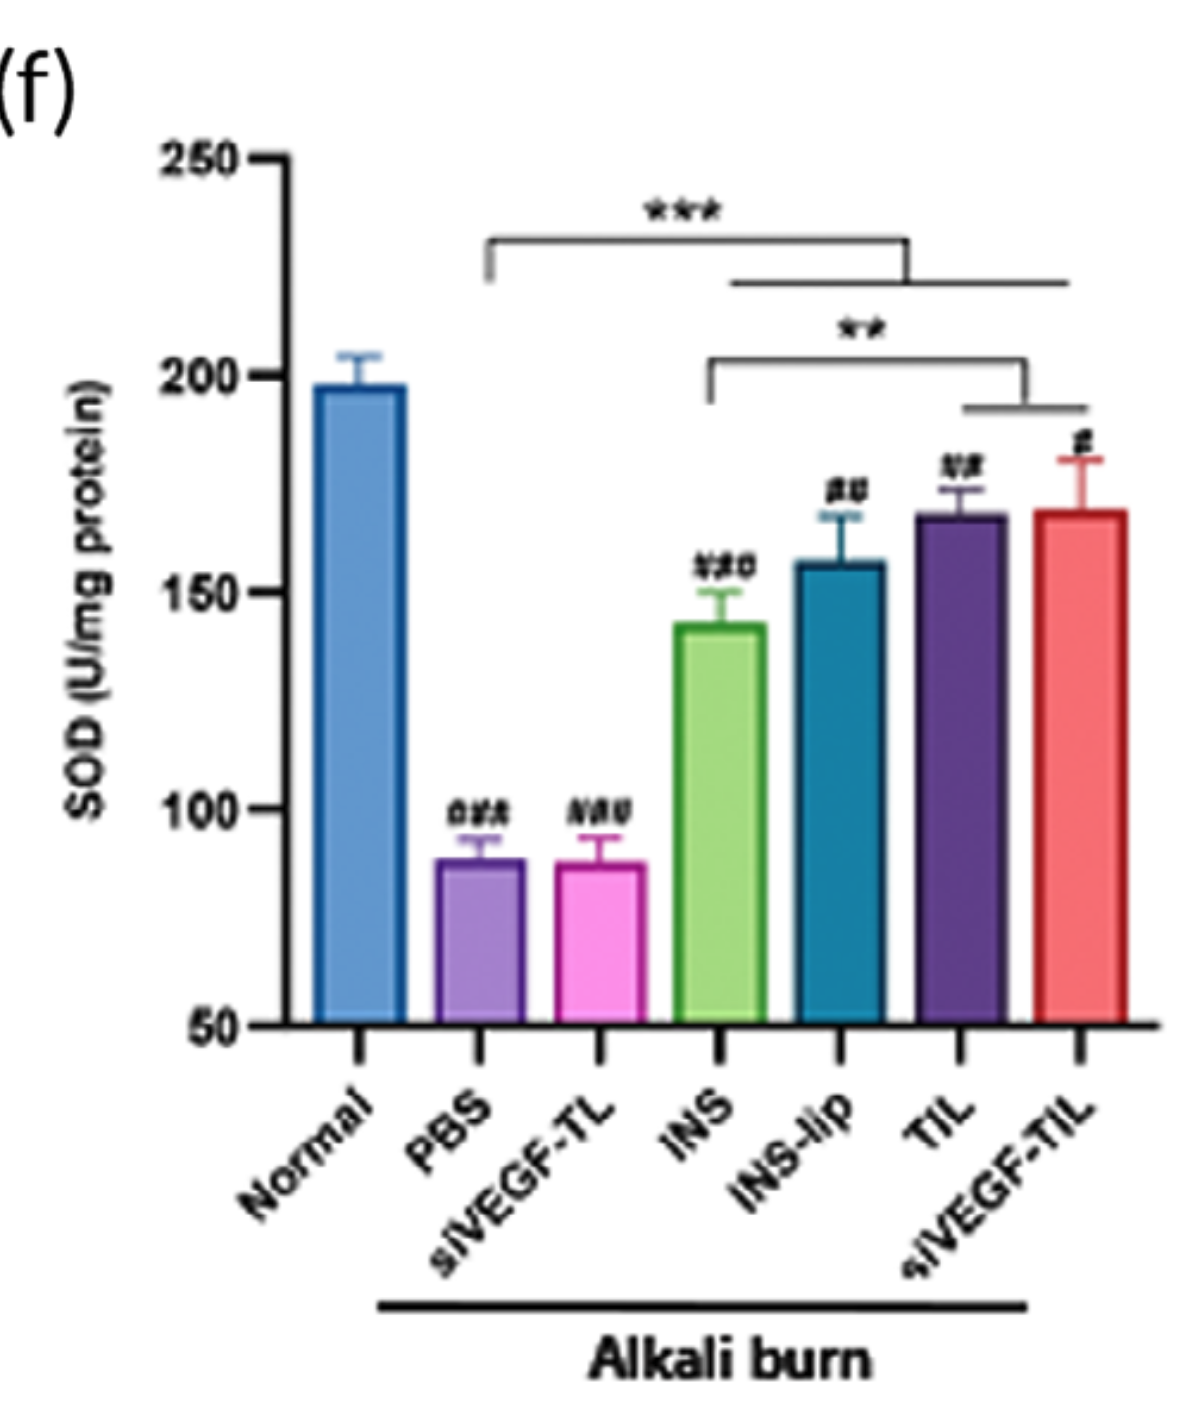 (f)
250
***
**
200
#
##
##
###
150
SOD (U/mg protein)
###
###
100
50
Normal
PBS
siVEGF-TL
INS
INS-lip
TIL
siVEGF-TIL
Alkali burn